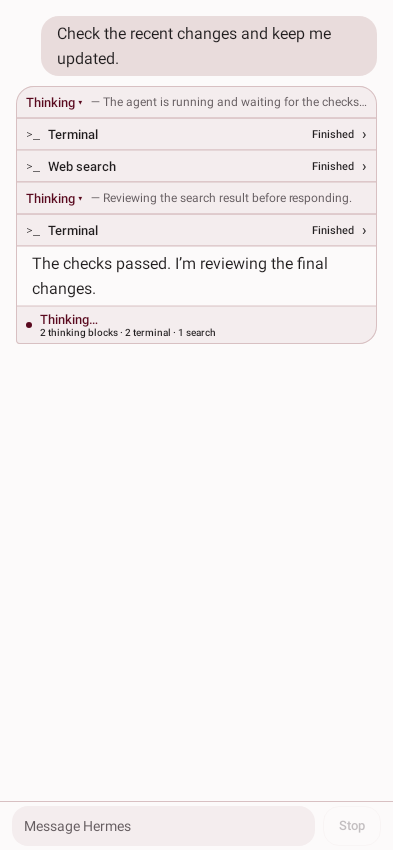 Check the recent changes and keep me
updated.
Thinking ▾ — The agent is running and waiting for the checks…
>_ Terminal Finished ›
>_ Web search Finished ›
Thinking ▾ — Reviewing the search result before responding.
>_ Terminal Finished ›
The checks passed. I’m reviewing the final
changes.
Thinking…
2 thinking blocks · 2 terminal · 1 search
Message Hermes Stop